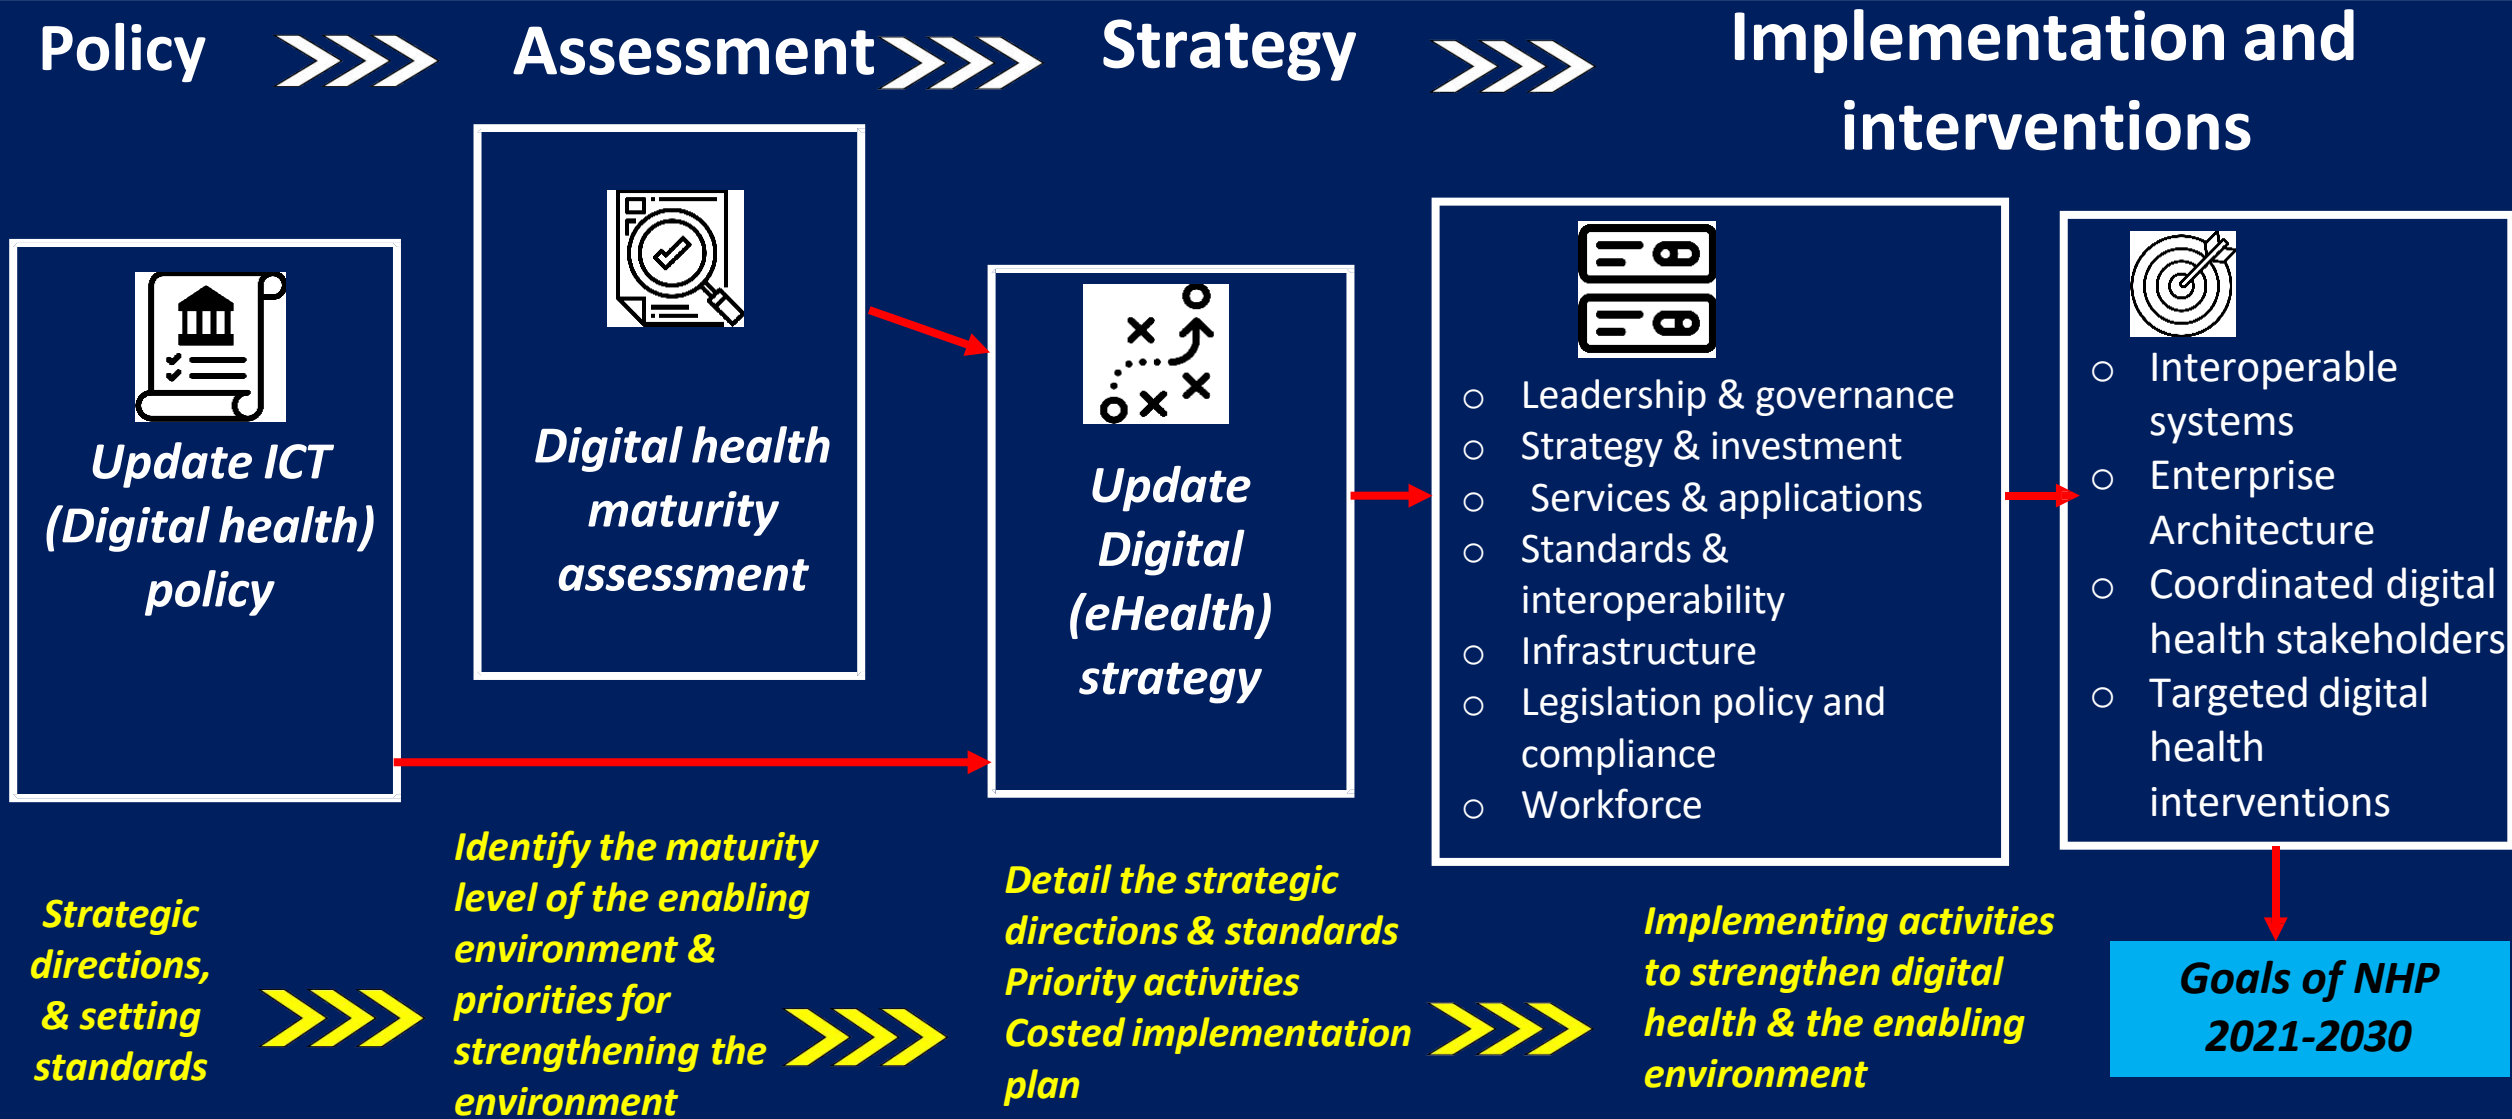 Policy
Assessment
Strategy
Implementation and
interventions
Update ICT
(Digital health)
policy
Digital health
maturity
assessment
Update
Digital
(eHealth)
strategy
o Leadership & governance
o Strategy & investment
o Services & applications
o Standards &
interoperability
o Infrastructure
o Legislation policy and
compliance
o Workforce
o Interoperable
systems
o Enterprise
Architecture
o Coordinated digital
health stakeholders
o Targeted digital
health
interventions
Strategic
directions,
& setting
standards
Identify the maturity
level of the enabling
environment &
priorities for
strengthening the
environment
Detail the strategic
directions & standards
Priority activities
Costed implementation
plan
Implementing activities
to strengthen digital
health & the enabling
environment
Goals of NHP
2021-2030